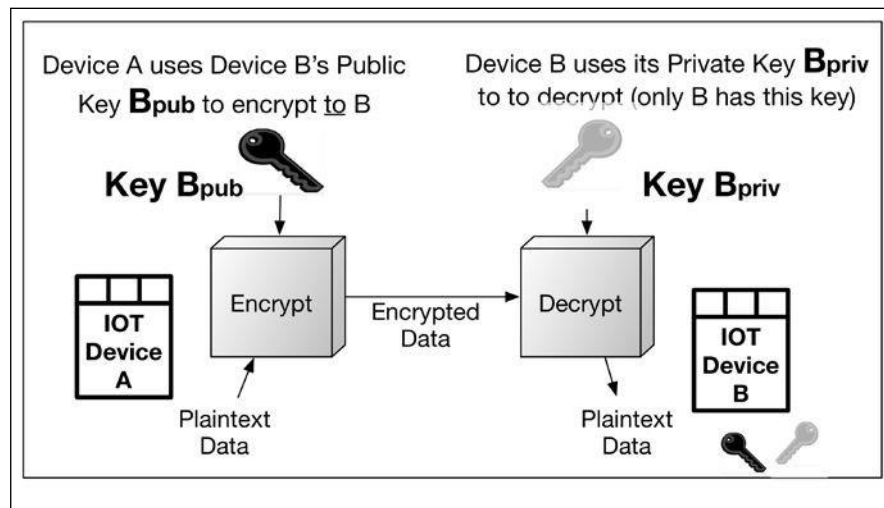 Device A uses Device B's Public
Key Bpub to encrypt to B
Device B uses its Private Key Bpriv
to to decrypt (only B has this key)
Key Bpub
Key Bpriv
Encrypt
Encrypted
Data
Decrypt
IOT
Device
A
IOT
Device
B
Plaintext
Data
Plaintext
Data